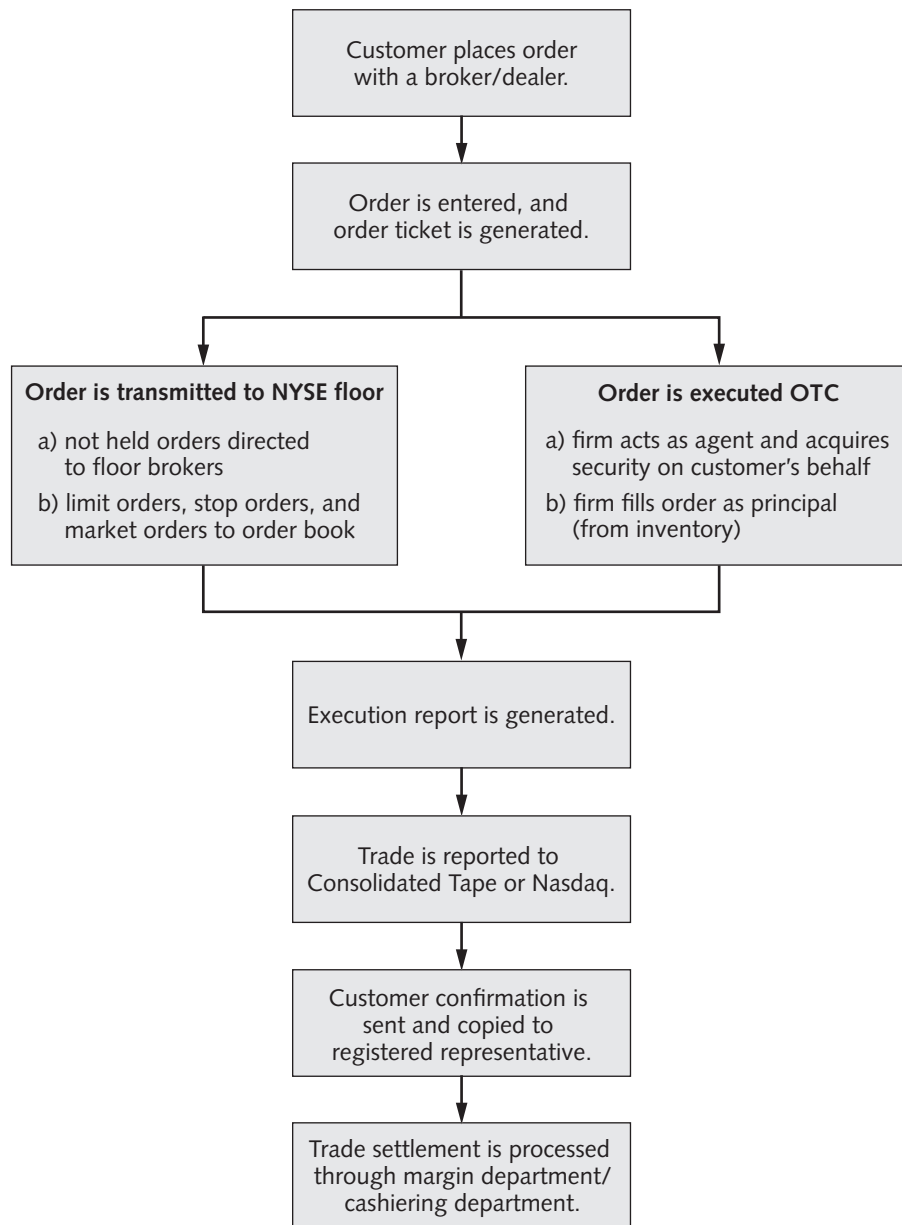 Customer places order
with a broker/dealer.
Order is entered, and
order ticket is generated.
Order is transmitted to NYSE floor
a) not held orders directed
to floor brokers
b) limit orders, stop orders, and
market orders to order book
Order is executed OTC
a) firm acts as agent and acquires
security on customer’s behalf
b) firm fills order as principal
(from inventory)
Execution report is generated.
Trade is reported to
Consolidated Tape or Nasdaq.
Customer confirmation is
sent and copied to
registered representative.
Trade settlement is processed
through margin department/
cashiering department.